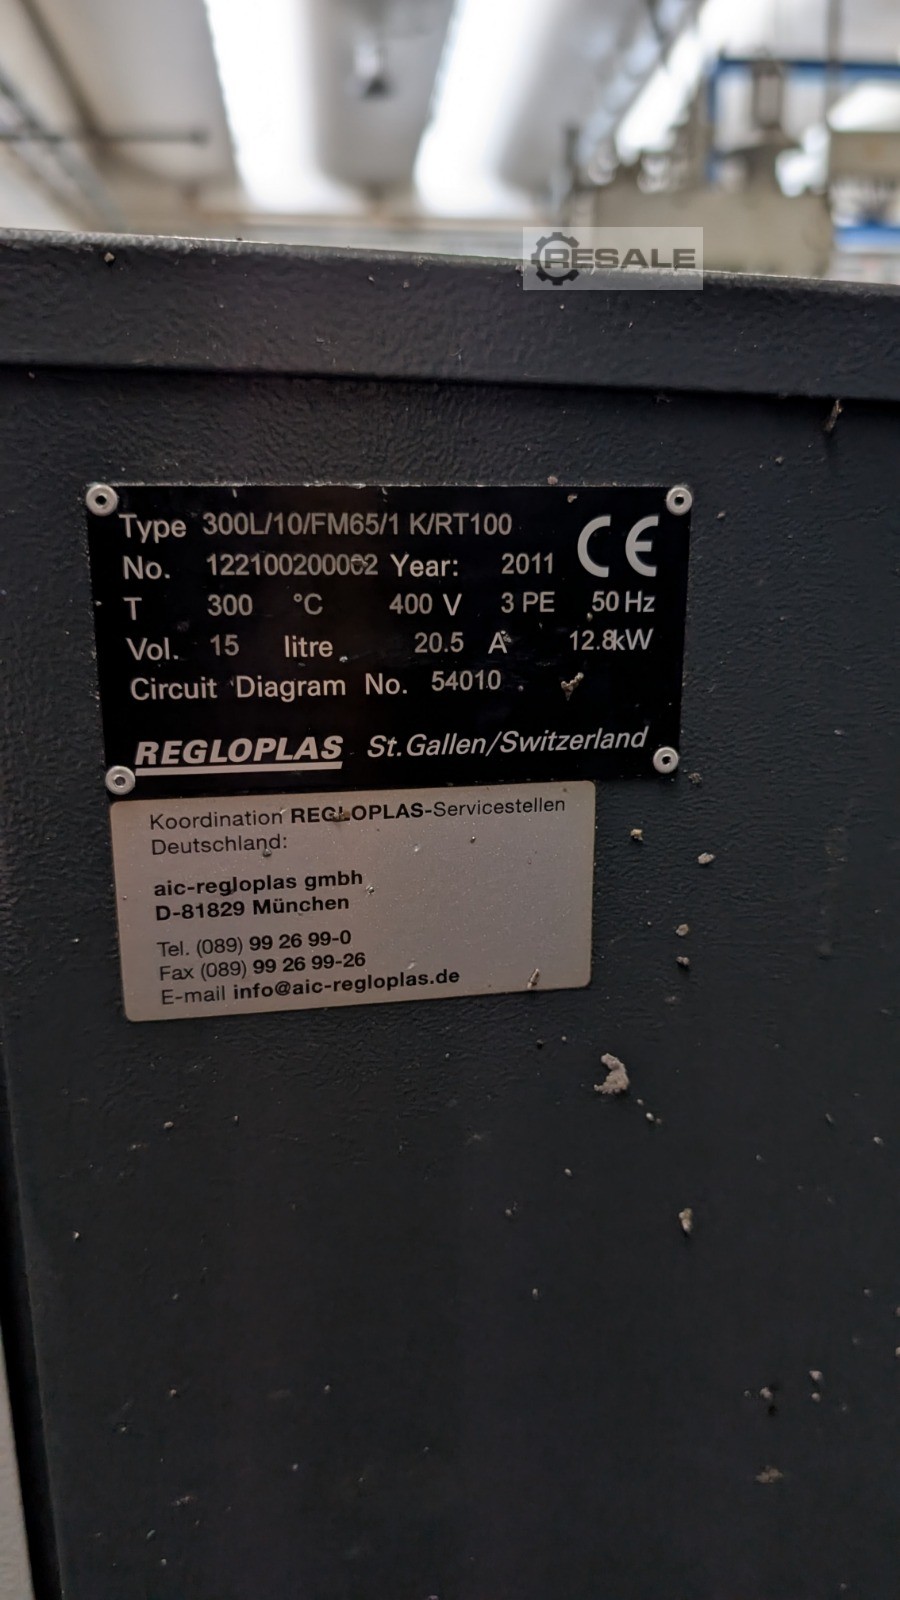 RESALE
Type 300L/10/FM65/1 K/RT100 CE
No. 122100200002 Year: 2011
T 300 °C 400 V 3 PE 50 Hz
Vol. 15 litre 20.5 A 12.8kW
Circuit Diagram No. 54010
REGLOPLAS St. Gallen/Switzerland
Koordination REGLOPLAS-Servicestellen
Deutschland:
aic-regloplas gmbh
D-81829 München
Tel. (089) 99 26 99-0
Fax (089) 99 26 99-26
E-mail info@aic-regloplas.de